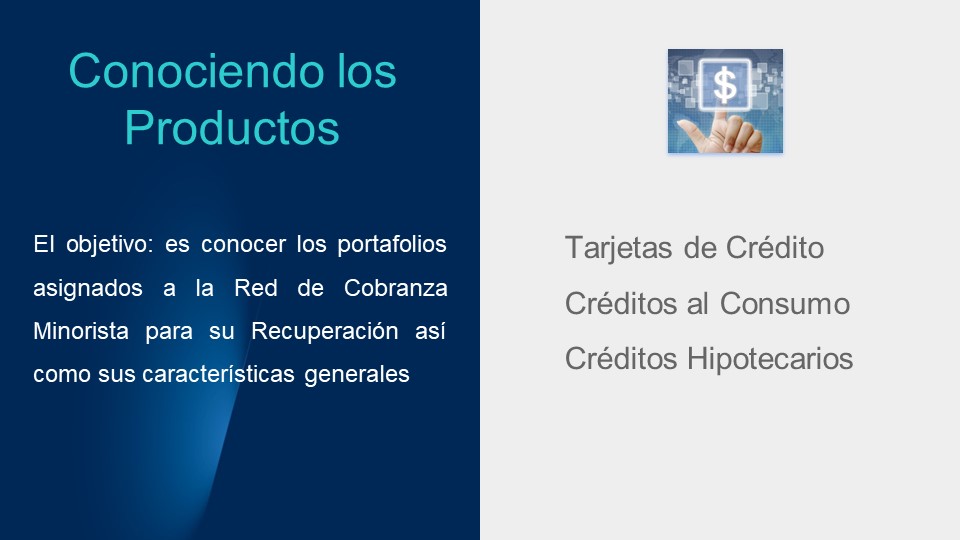 Conociendo los
Productos
El objetivo: es conocer los portafolios
asignados a la Red de Cobranza
Minorista para su Recuperación así
como sus características generales
$
Tarjetas de Crédito
Créditos al Consumo
Créditos Hipotecarios